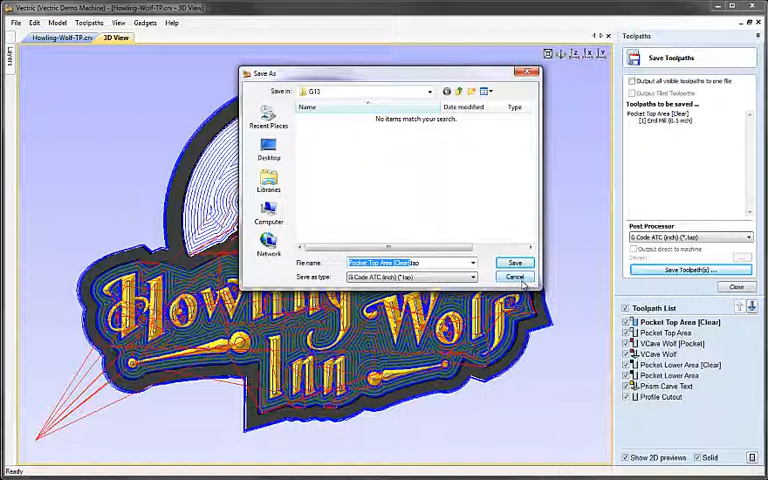 Vectric (Vectric Demo Machine) - [Howling-Wolf-TP.crv - 3D View]
File Edit Model Toolpaths View Gadgets Help
Howling-Wolf-TP.crv 3D View
Layers
Save As
Save in: G13
Name Date modified Type
No items match your search.
Recent Places
Desktop
Libraries
Computer
Network
File name: Pocket Top Area [Clear].tap
Save as type: G Code ATC (inch) (*.tap)
Save
Cancel
Howling Wolf
Inn
Toolpaths
Save Toolpaths
Output all visible toolpaths to one file
Output Tiled Toolpaths
Toolpaths to be saved ...
Pocket Top Area [Clear]
[1] End Mill (0.5 inch)
Post Processor
G Code ATC (inch) (*.tap)
Output direct to machine
Driver...
Save Toolpath(s) ...
Close
Toolpath List
Pocket Top Area [Clear]
Pocket Top Area
VCave Wolf [Pocket]
VCave Wolf
Pocket Lower Area [Clear]
Pocket Lower Area
Prism Carve Text
Profile Cutout
Show 2D previews Solid
Ready